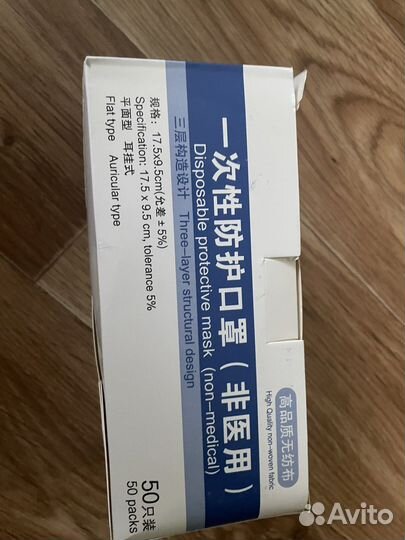 高品质无纺布
High Quality non-woven fabric
一次性防护口罩（非医用）
Disposable protective mask (non-medical)
三层构造设计 Three-layer structural design
规格：17.5x9.5cm(允差±5%)
Specification: 17.5 x 9.5 cm, tolerance 5%
平面型 耳挂式
Flat type Auricular type
50只装
50 packs
Avito